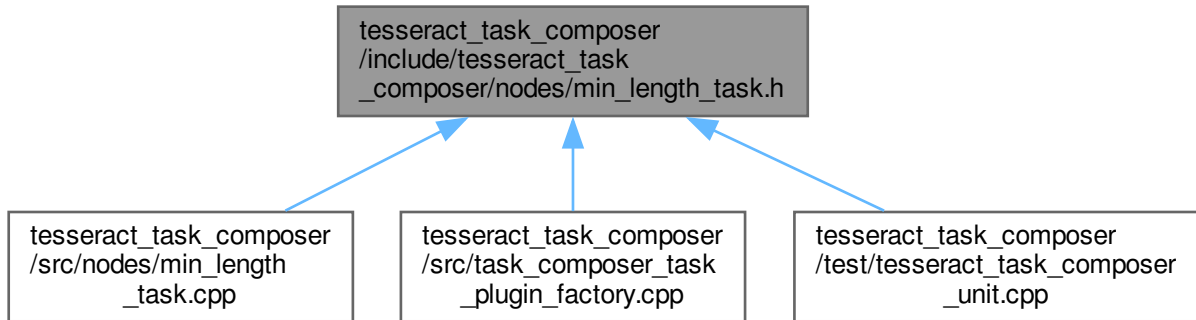 tesseract_task_composer
/include/tesseract_task
_composer/nodes/min_length_task.h
tesseract_task_composer
/src/nodes/min_length
_task.cpp
tesseract_task_composer
/src/task_composer_task
_plugin_factory.cpp
tesseract_task_composer
/test/tesseract_task_composer
_unit.cpp